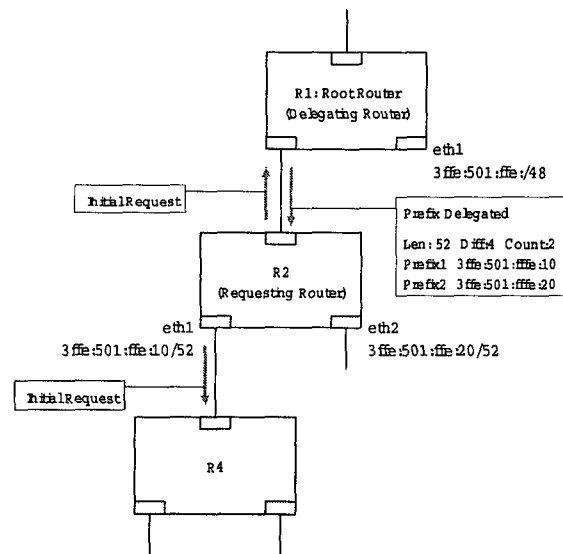 R1:RootRouter
(Delegating Router)
eth1
3ffe:501:ffe:/48
InitialRequest
Prefix Delegated
Len:52 Diff:4 Count:2
Prefix1 3ffe:501:fffe:10
Prefix2 3ffe:501:fffe:20
R2
(Requesting Router)
eth1
3ffe:501:ffe:10/52
eth2
3ffe:501:ffe:20/52
InitialRequest
R4